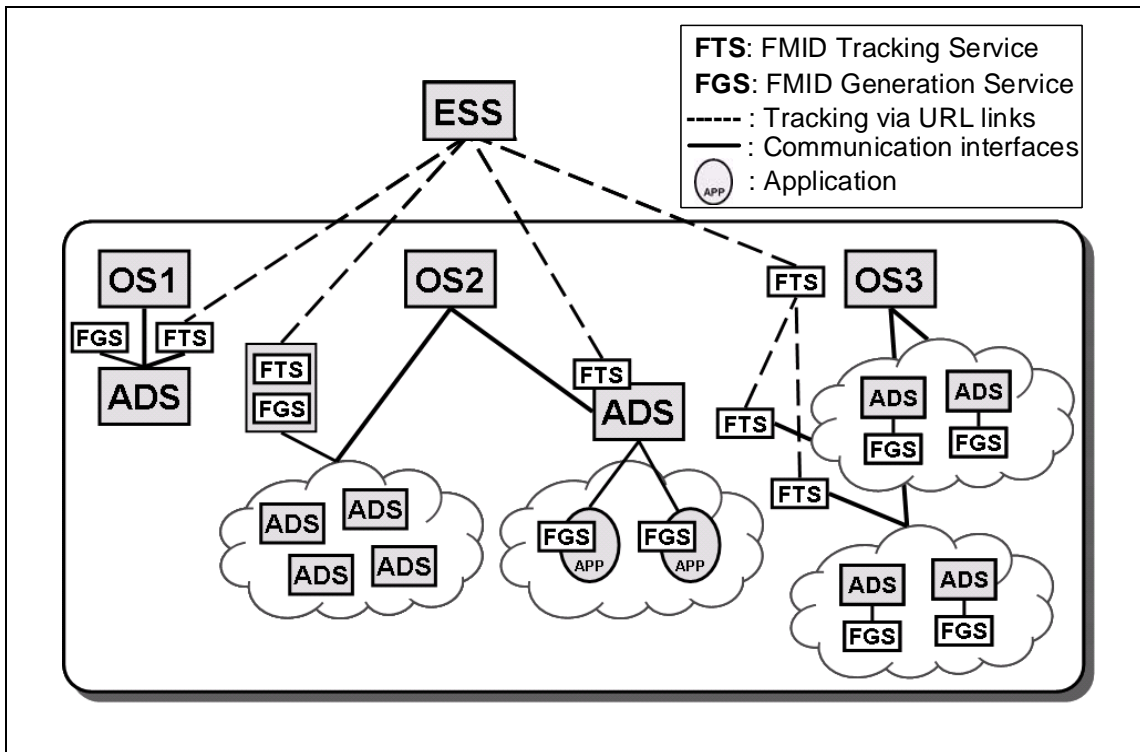 FTS: FMID Tracking Service
FGS: FMID Generation Service
: Tracking via URL links
: Communication interfaces
APP : Application
ESS
OS1
OS2
FTS
OS3
FGS
FTS
ADS
FTS
FGS
FTS
ADS
ADS
ADS
FGS
FGS
FTS
FTS
ADS
ADS
ADS
ADS
FGS
APP
FGS
APP
ADS
ADS
FGS
FGS